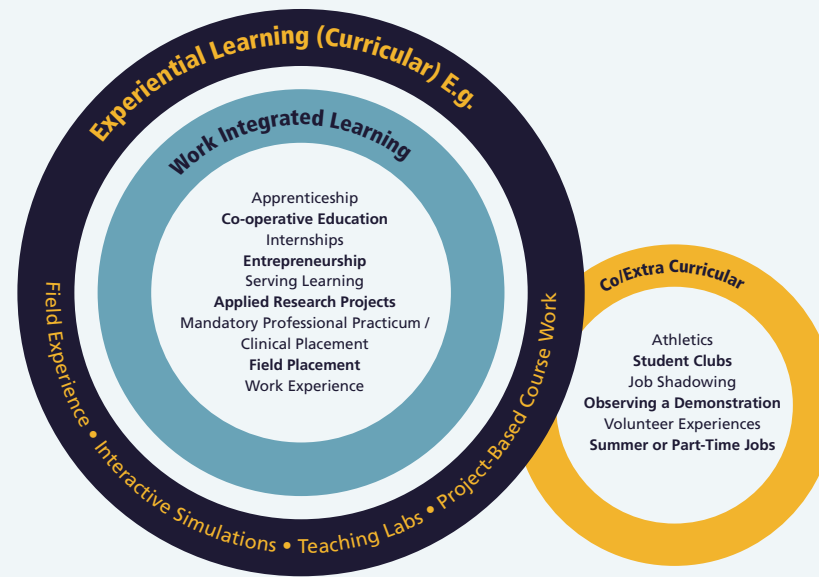 Experiential Learning (Curricular) E.g.
Work Integrated Learning
Apprenticeship
Co-operative Education
Internships
Entrepreneurship
Serving Learning
Applied Research Projects
Mandatory Professional Practicum /
Clinical Placement
Field Placement
Work Experience
Field Experience • Interactive Simulations • Teaching Labs • Project-Based Course Work
Co/Extra Curricular
Athletics
Student Clubs
Job Shadowing
Observing a Demonstration
Volunteer Experiences
Summer or Part-Time Jobs